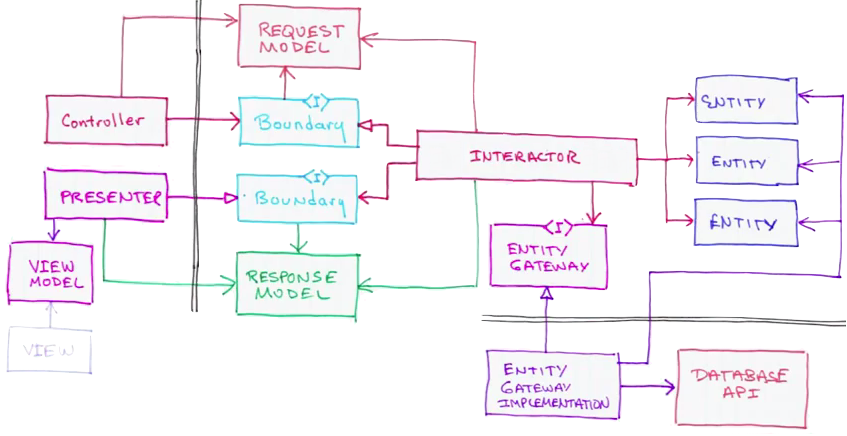 REQUEST
MODEL
<I>
Controller
Boundary
ENTITY
INTERACTOR
ENTITY
<I>
PRESENTER
Boundary
ENTITY
<I>
ENTITY
GATEWAY
VIEW
MODEL
RESPONSE
MODEL
VIEW
ENTITY
GATEWAY
IMPLEMENTATION
DATABASE
API